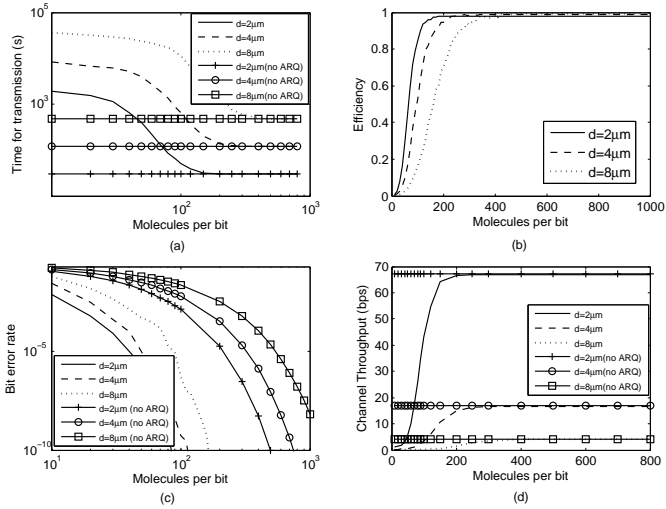 10^5
10^3
Time for transmission (s)
d=2μm
d=4μm
d=8μm
d=2μm(no ARQ)
d=4μm(no ARQ)
d=8μm(no ARQ)
10^2
10^3
Molecules per bit
(a)
1
0.8
0.6
0.4
0.2
0
Efficiency
d=2μm
d=4μm
d=8μm
0
200
400
600
800
1000
Molecules per bit
(b)
10^-5
10^-10
Bit error rate
d=2μm
d=4μm
d=8μm
d=2μm (no ARQ)
d=4μm (no ARQ)
d=8μm (no ARQ)
10^1
10^2
10^3
Molecules per bit
(c)
70
60
50
40
30
20
10
0
Channel Throughput (bps)
d=2μm
d=4μm
d=8μm
d=2μm(no ARQ)
d=4μm(no ARQ)
d=8μm(no ARQ)
0
200
400
600
800
Molecules per bit
(d)